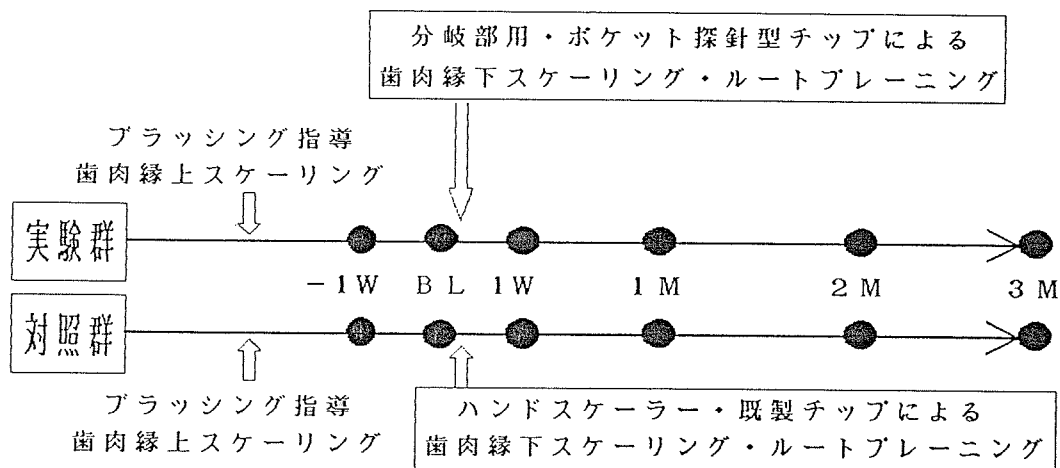 分岐部用・ポケット探針型チップによる
歯肉縁下スケーリング・ルートプレーニング
ブラッシング指導
歯肉縁上スケーリング
実験群
－1W BL 1W 1M 2M 3M
対照群
ブラッシング指導
歯肉縁上スケーリング
ハンドスケーラー・既製チップによる
歯肉縁下スケーリング・ルートプレーニング